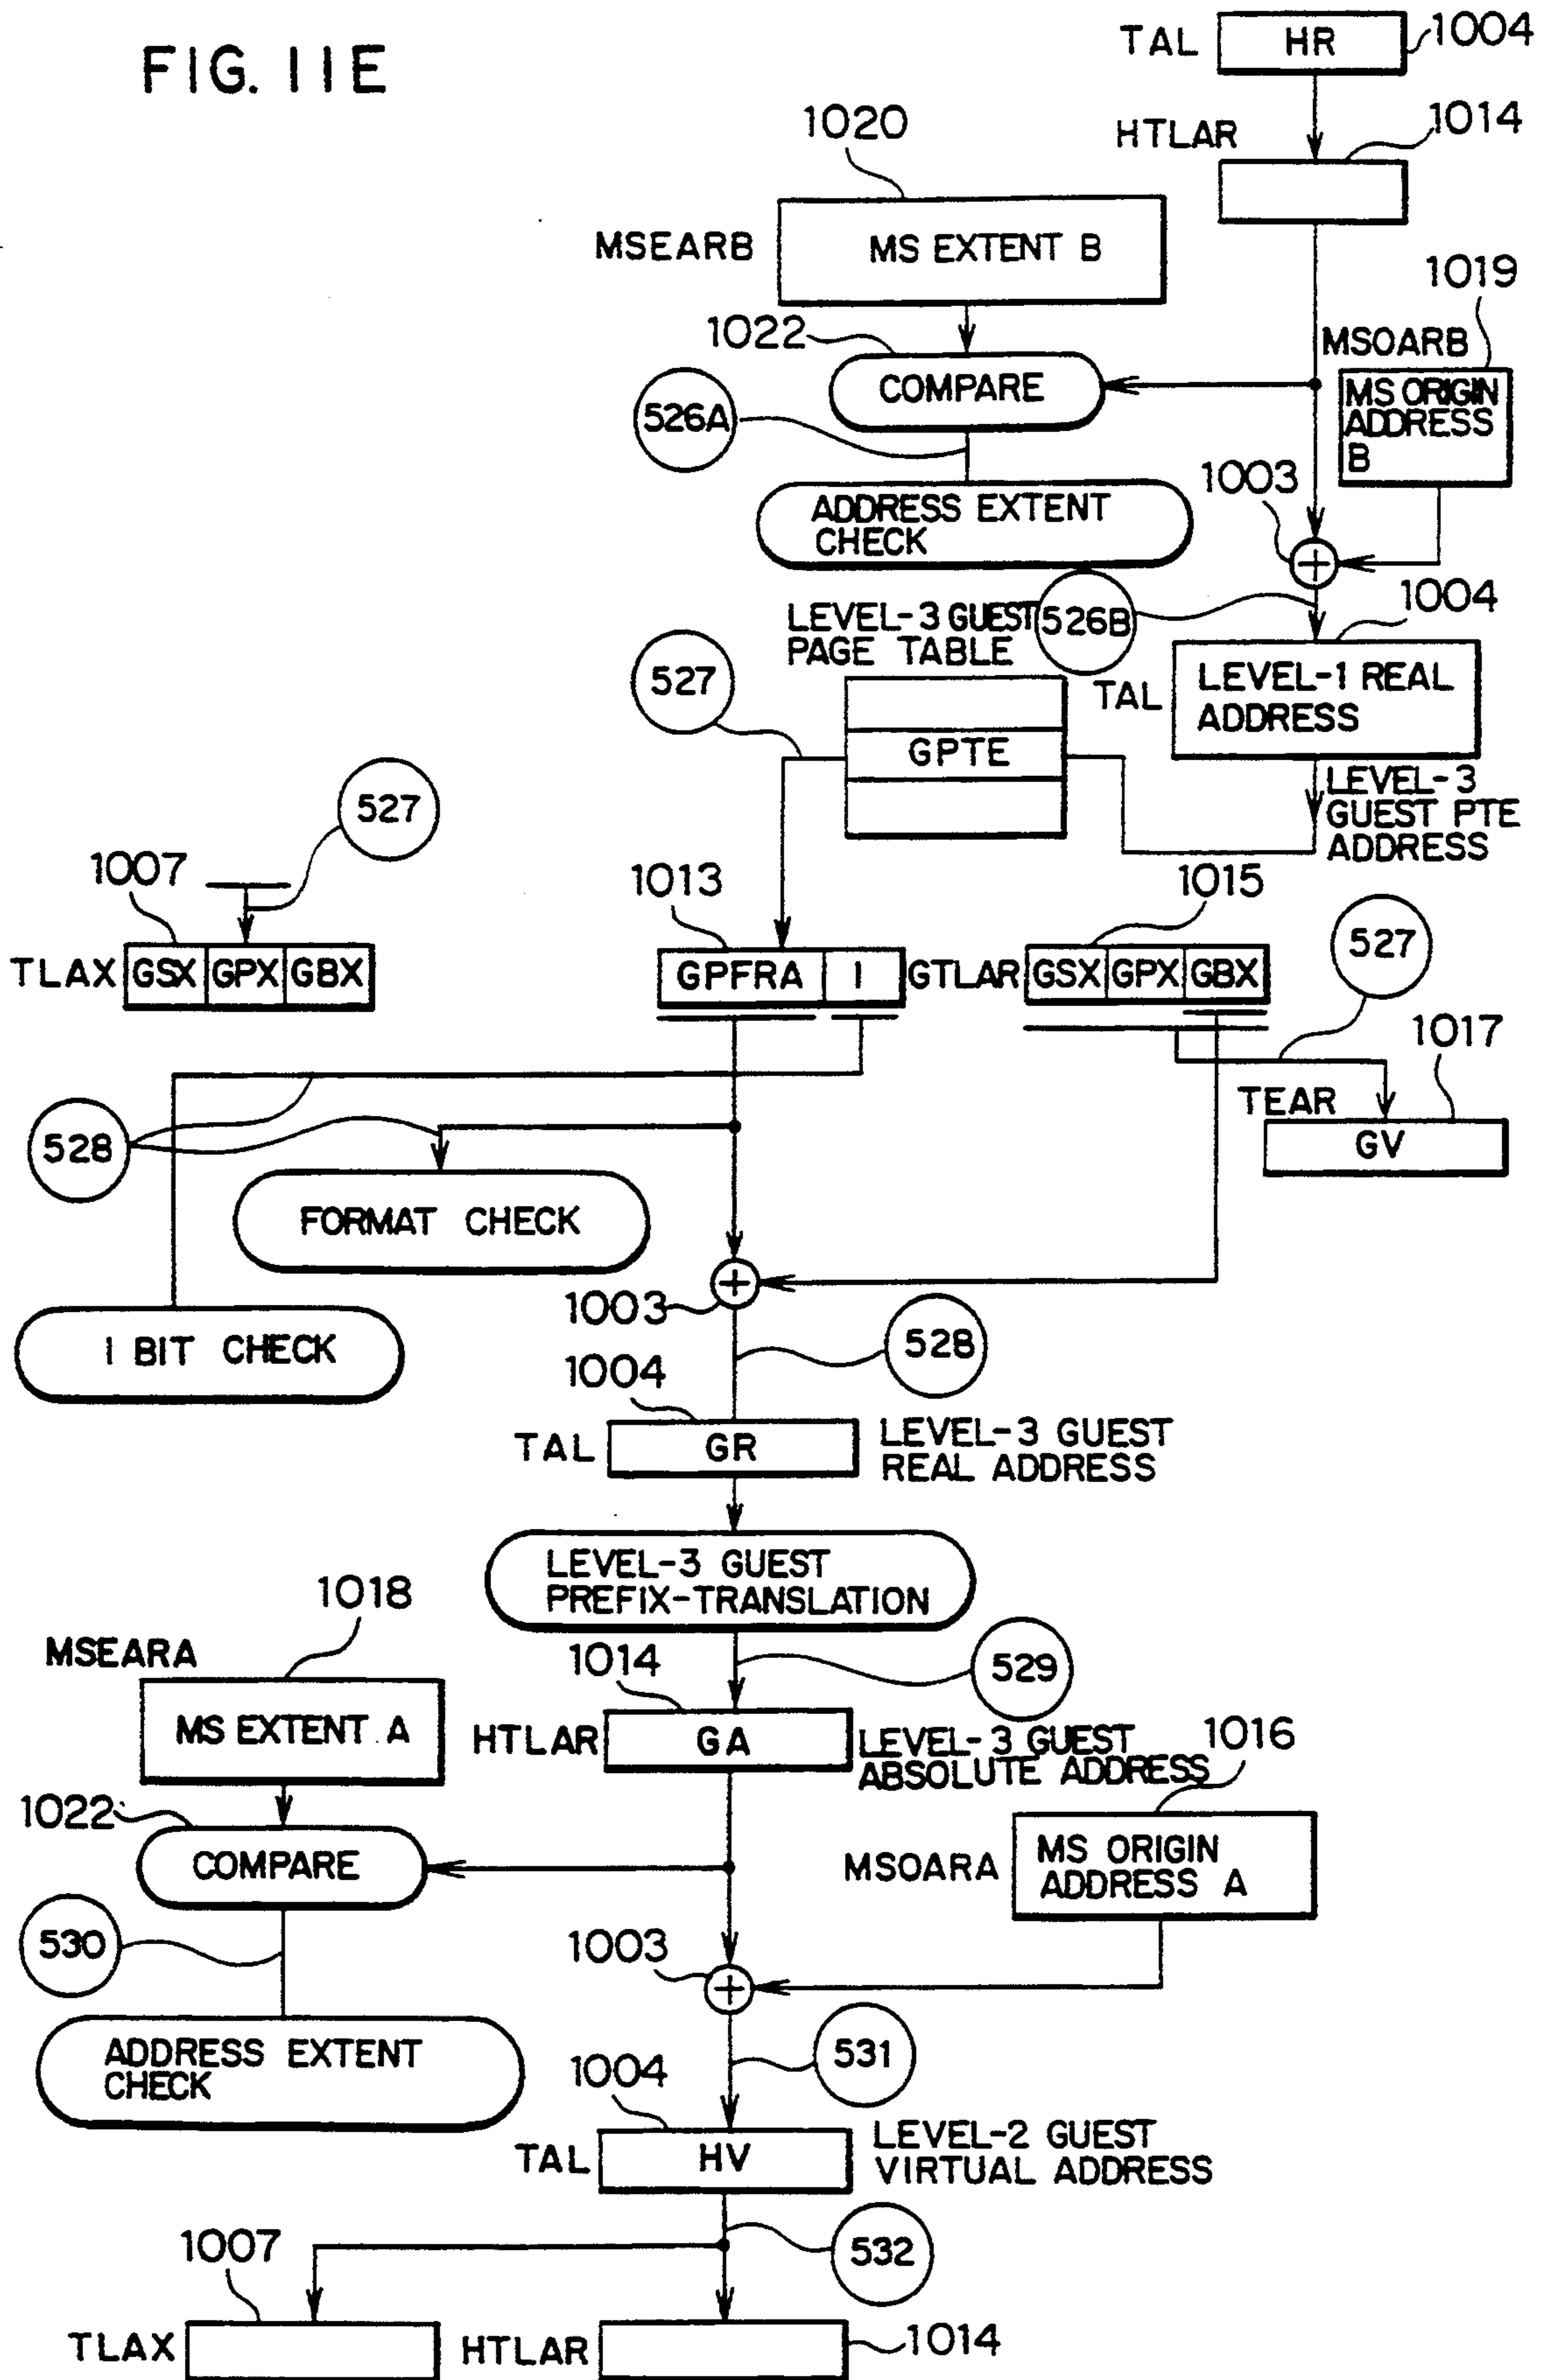 FIG. 11E
TAL HR 1004
HTLAR 1014
1020
MSEARB MS EXTENT B
1019
1022
MSOARB
COMPARE
MS ORIGIN
ADDRESS
B
526A
1003
ADDRESS EXTENT
CHECK
526B
1004
LEVEL-3 GUEST
PAGE TABLE
527
TAL LEVEL-1 REAL
ADDRESS
GPTE
LEVEL-3
GUEST PTE
ADDRESS
527
1007
1013
1015
527
TLAX GSX GPX GBX
GPFRA I
GTLAR GSX GPX GBX
1017
TEAR
GV
528
FORMAT CHECK
1003
I BIT CHECK
528
1004
TAL GR
LEVEL-3 GUEST
REAL ADDRESS
LEVEL-3 GUEST
PREFIX-TRANSLATION
1018
MSEARA
529
1014
MS EXTENT A
HTLAR GA
LEVEL-3 GUEST
ABSOLUTE ADDRESS
1016
1022
COMPARE
MSOARA MS ORIGIN
ADDRESS A
530
1003
ADDRESS EXTENT
CHECK
531
1004
TAL HV
LEVEL-2 GUEST
VIRTUAL ADDRESS
532
1007
TLAX
HTLAR 1014